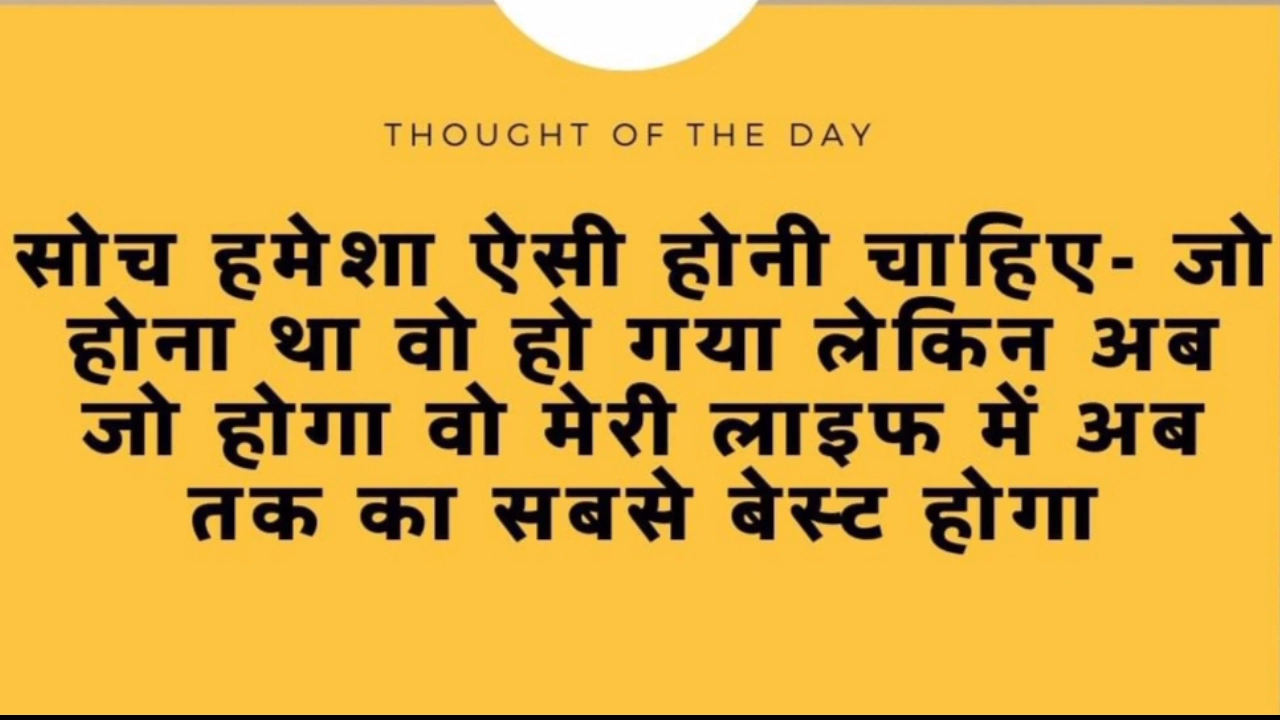 THOUGHT OF THE DAY
सोच हमेशा ऐसी होनी चाहिए- जो
होना था वो हो गया लेकिन अब
जो होगा वो मेरी लाइफ में अब
तक का सबसे बेस्ट होगा